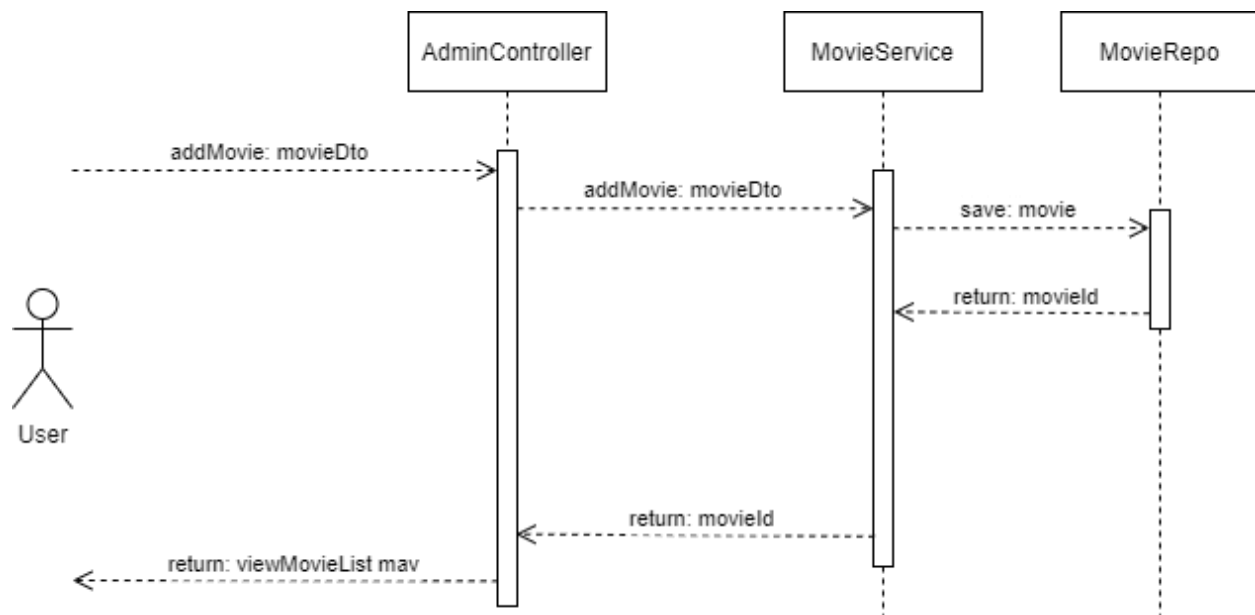 AdminController
MovieService
MovieRepo
addMovie: movieDto
addMovie: movieDto
save: movie
return: movieId
User
return: movieId
return: viewMovieList mav